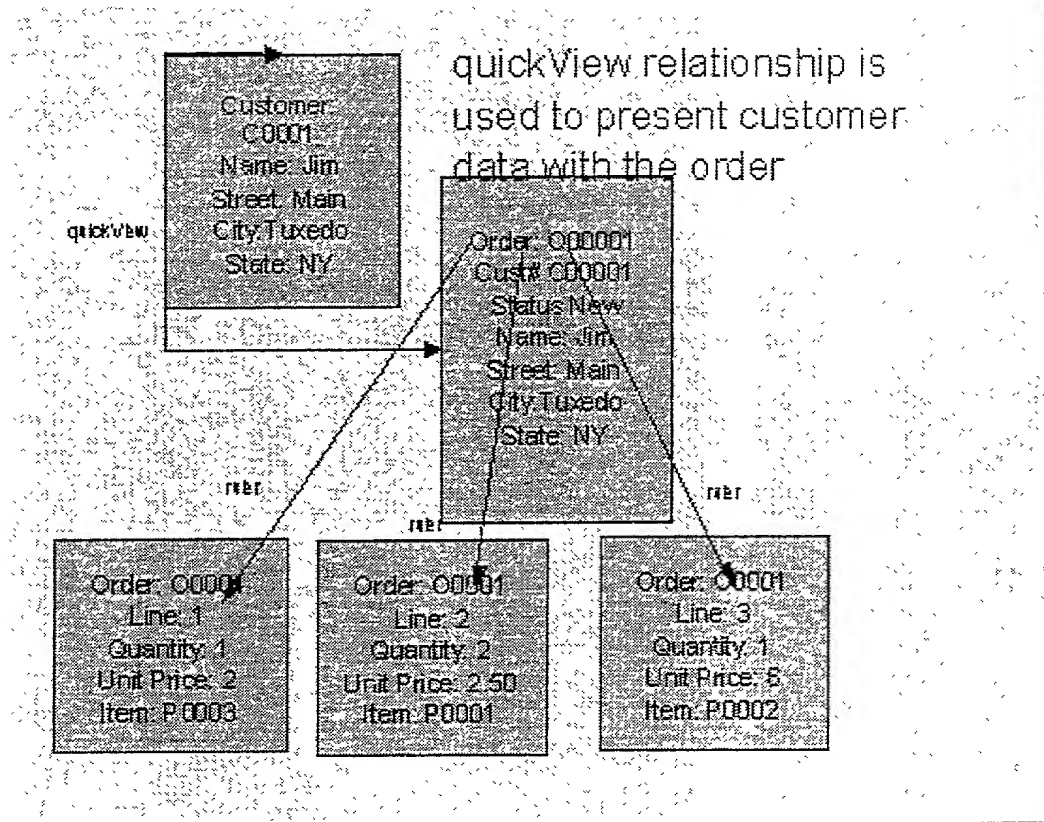 quickView relationship is
used to present customer
data with the order
Customer:
C0001
Name: Jim
Street: Main
City:Tuxedo
State: NY
quickView
Order: O00001
Cust# C00001
Status New
Name: Jim
Street: Main
City:Tuxedo
State: NY
Order: O0001
Line: 1
Quantity: 1
Unit Price: 2
Item: P0003
Order: O0001
Line: 2
Quantity: 2
Unit Price: 2.50
Item: P0001
Order: O0001
Line: 3
Quantity: 1
Unit Price:
Item: P0002